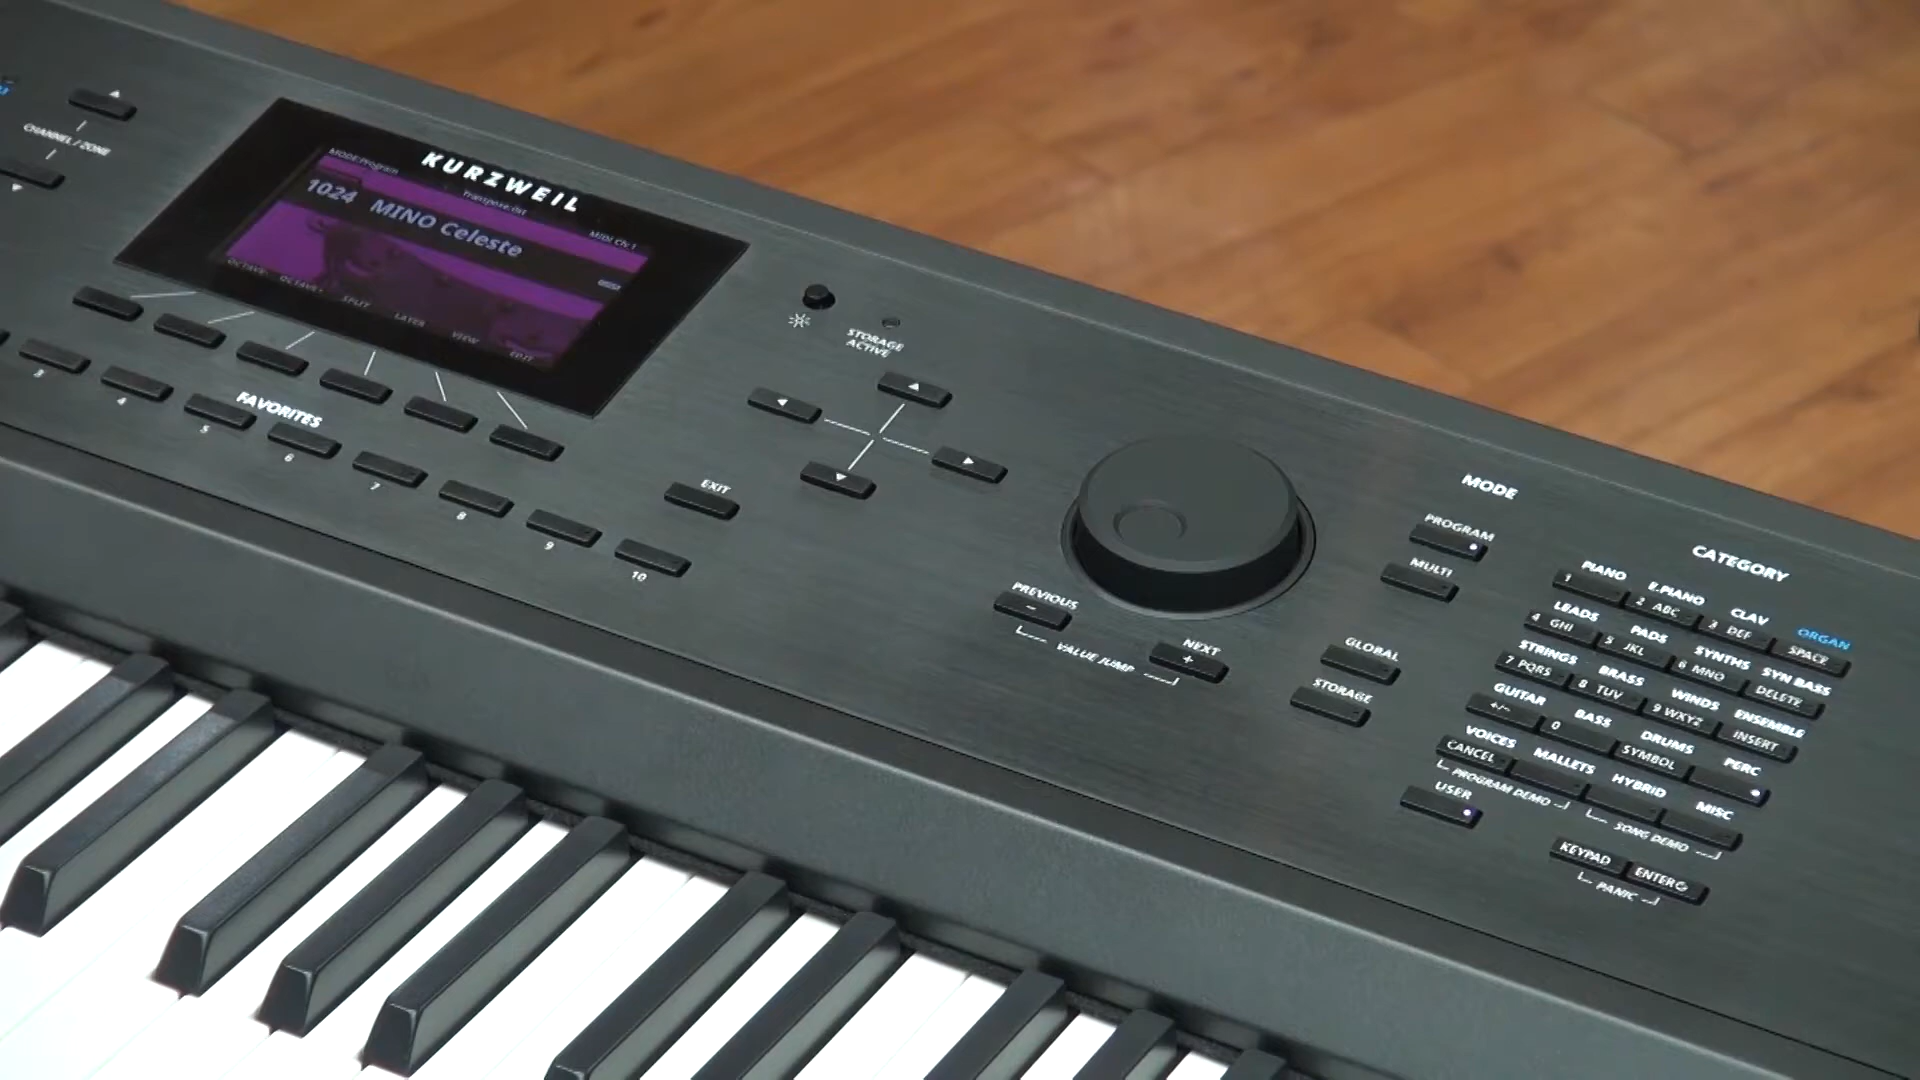 CHANNEL / ZONE
KURZWEIL
MODE:Program
Transpose:0st
MIDI Ch:1
1024 MINO Celeste
OCTAVE-
OCTAVE+
SPLIT
LAYER
VIEW
EDIT
STORAGE
ACTIVE
FAVORITES
3
4
5
6
7
8
9
10
EXIT
PREVIOUS
-
NEXT
+
VALUE JUMP
MODE
PROGRAM
MULTI
GLOBAL
STORAGE
CATEGORY
PIANO E.PIANO CLAV ORGAN
1 2 ABC 3 DEF SPACE
LEADS PADS SYNTHS SYN BASS
4 GHI 5 JKL 6 MNO DELETE
STRINGS BRASS WINDS ENSEMBLE
7 PQRS 8 TUV 9 WXYZ INSERT
GUITAR BASS DRUMS PERC
+/- 0 SYMBOL
VOICES MALLETS HYBRID MISC
CANCEL
PROGRAM DEMO
SONG DEMO
USER
KEYPAD ENTER
PANIC